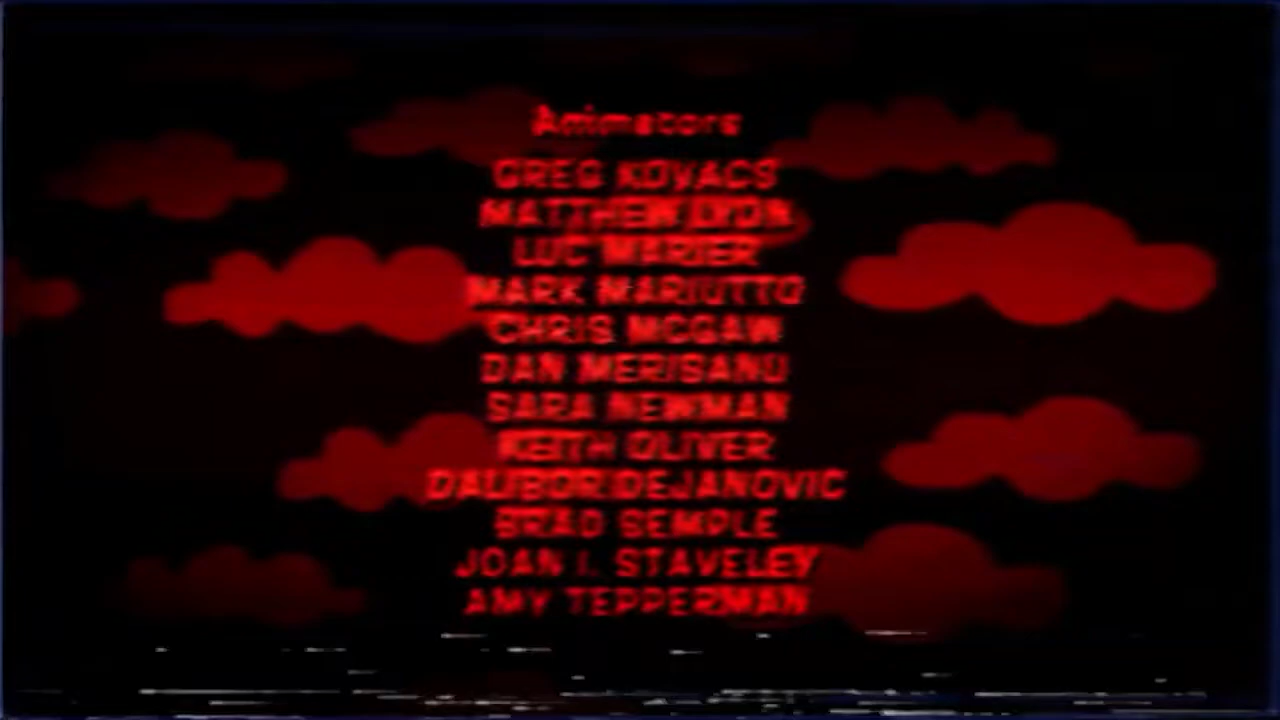 Animators
GREG KOVACS
MATTHEW LYON
LUC MARIER
MARK MARIUTTO
CHRIS MCGAW
DAN MERISANU
SARA NEWMAN
KEITH OLIVER
DALIBOR DEJANOVIC
BRAD SEMPLE
JOAN I. STAVELEY
AMY TEPPERMAN